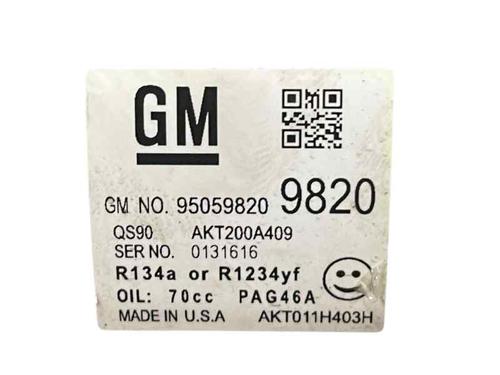 GM
GM NO. 95059820 9820
QS90 AKT200A409
SER NO. 0131616
R134a or R1234yf
OIL: 70cc PAG46A
MADE IN U.S.A AKT011H403H